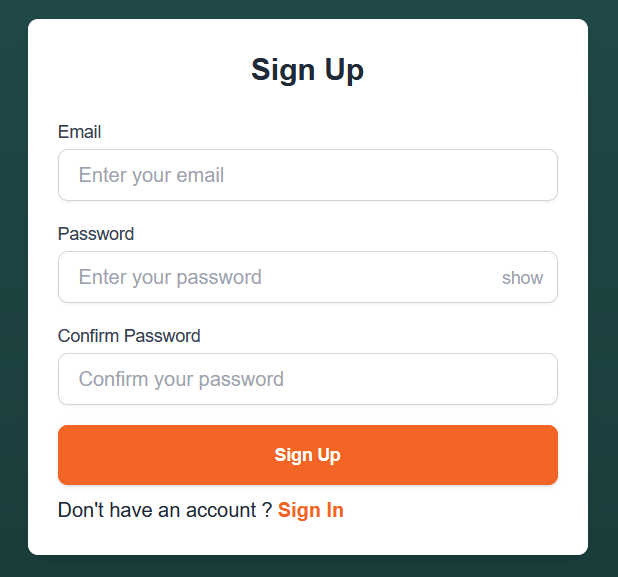 Sign Up
Email
Enter your email
Password
Enter your password show
Confirm Password
Confirm your password
Sign Up
Don't have an account ? Sign In